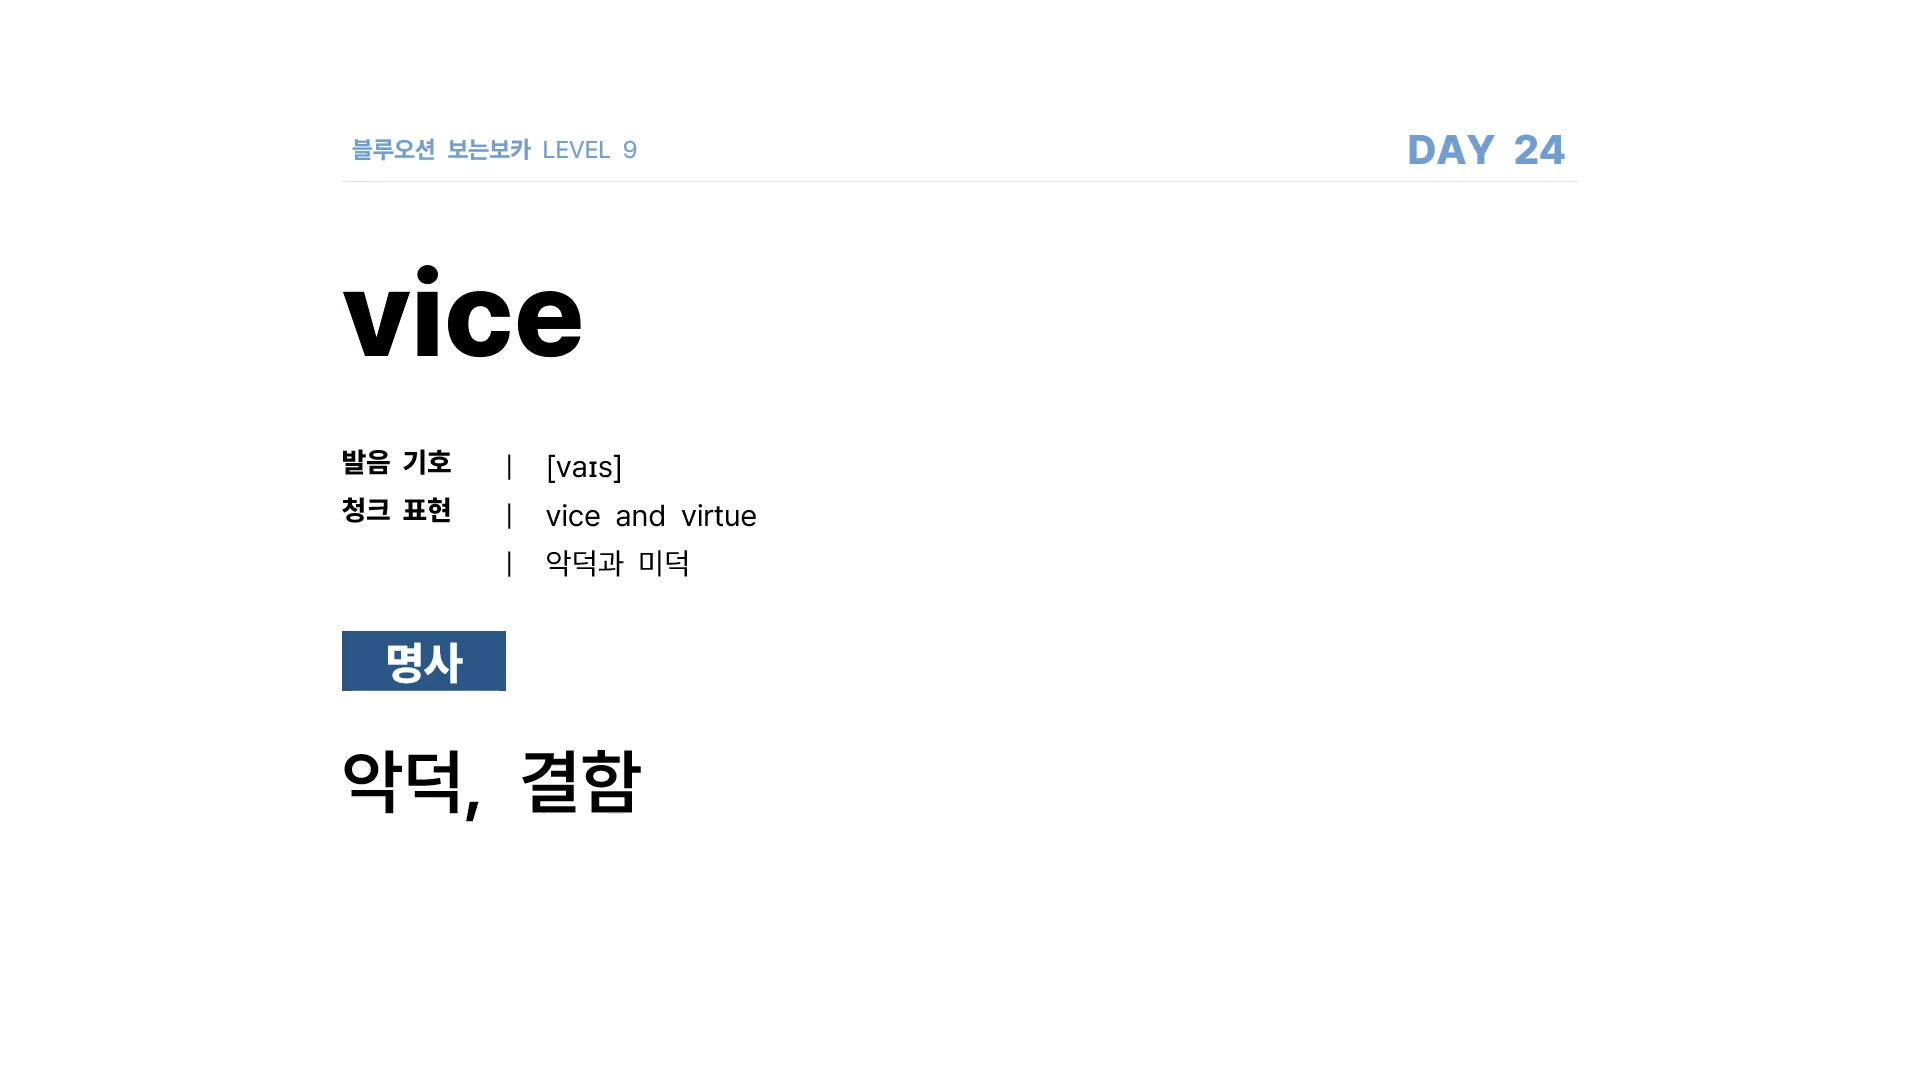 블루오션 보는보카 LEVEL 9
DAY 24
vice
발음 기호 | [vaɪs]
청크 표현 | vice and virtue
| 악덕과 미덕
명사
악덕, 결함